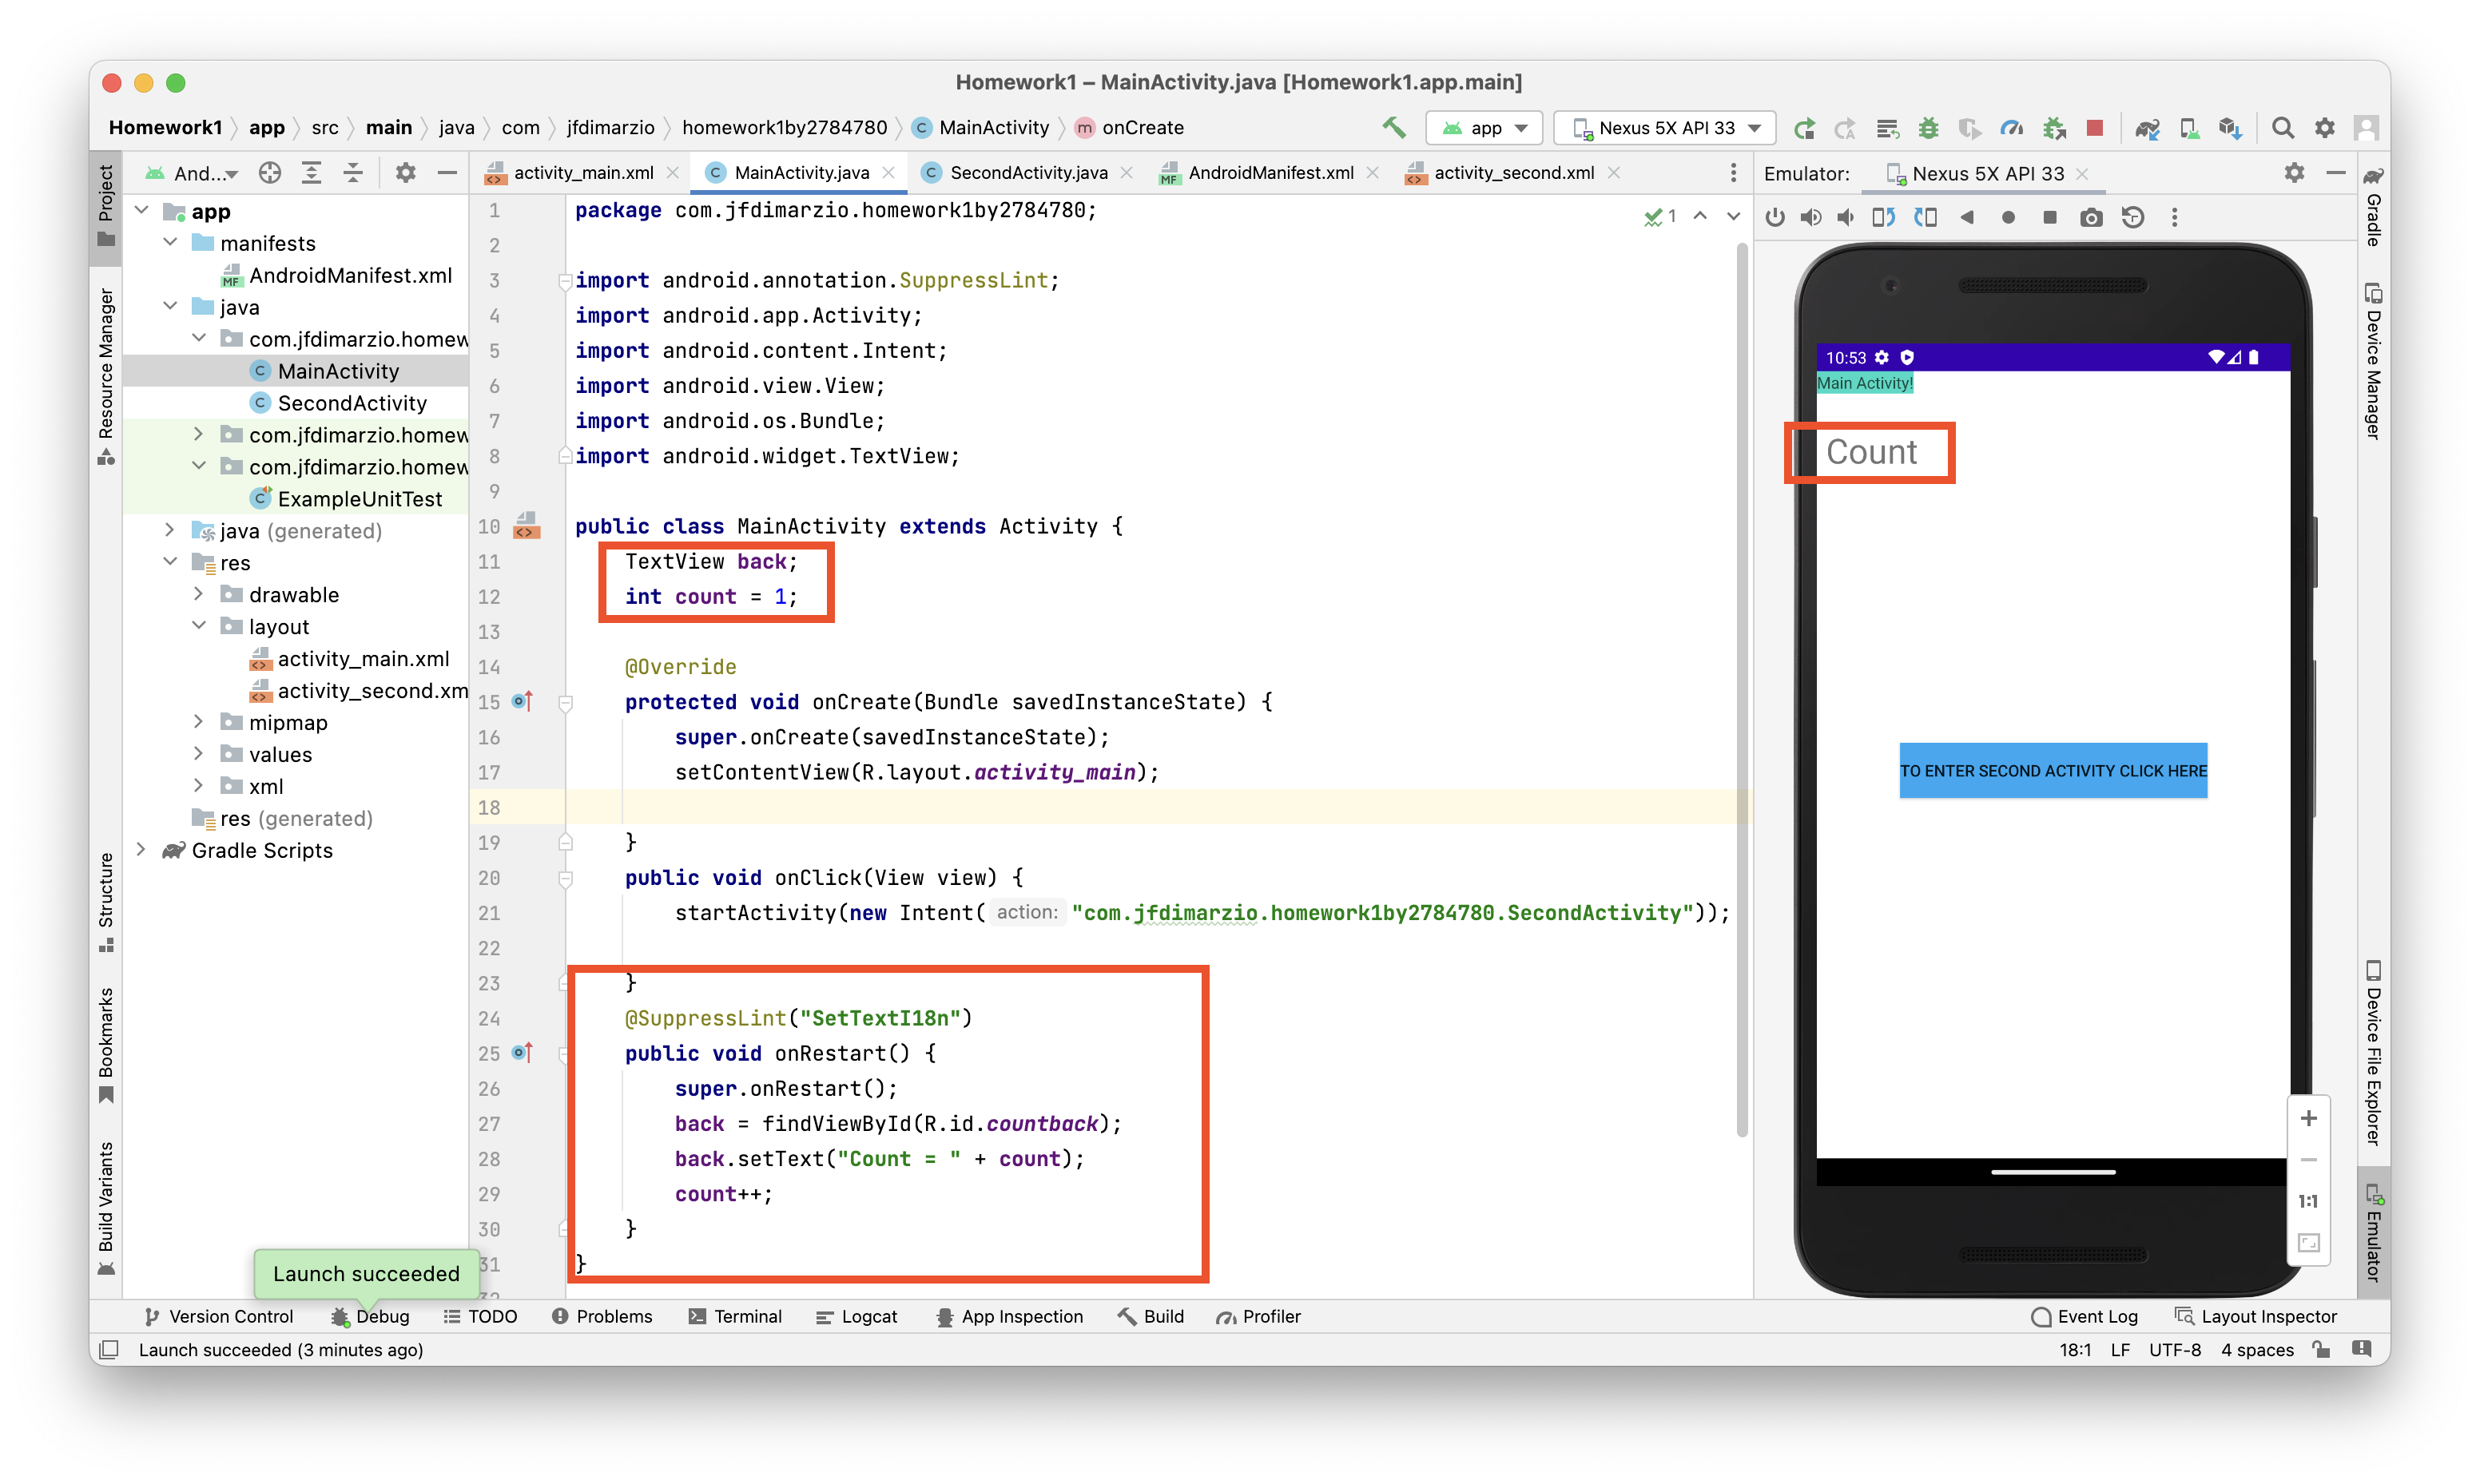 Homework1 – MainActivity.java [Homework1.app.main]
Homework1 app src main java com jfdimarzio homework1by2784780 MainActivity onCreate
app Nexus 5X API 33
And...
activity_main.xml MainActivity.java SecondActivity.java AndroidManifest.xml activity_second.xml
Emulator: Nexus 5X API 33
Project
Resource Manager
Structure
Bookmarks
Build Variants
app
manifests
AndroidManifest.xml
java
com.jfdimarzio.homew
MainActivity
SecondActivity
com.jfdimarzio.homew
com.jfdimarzio.homew
ExampleUnitTest
java (generated)
res
drawable
layout
activity_main.xml
activity_second.xm
mipmap
values
xml
res (generated)
Gradle Scripts
1 package com.jfdimarzio.homework1by2784780;
1
2
3 import android.annotation.SuppressLint;
4 import android.app.Activity;
5 import android.content.Intent;
6 import android.view.View;
7 import android.os.Bundle;
8 import android.widget.TextView;
9
10 public class MainActivity extends Activity {
11 TextView back;
12 int count = 1;
13
14 @Override
15 protected void onCreate(Bundle savedInstanceState) {
16 super.onCreate(savedInstanceState);
17 setContentView(R.layout.activity_main);
18
19 }
20 public void onClick(View view) {
21 startActivity(new Intent( action: "com.jfdimarzio.homework1by2784780.SecondActivity"));
22
23 }
24 @SuppressLint("SetTextI18n")
25 public void onRestart() {
26 super.onRestart();
27 back = findViewById(R.id.countback);
28 back.setText("Count = " + count);
29 count++;
30 }
31 }
32
10:53
Main Activity!
Count
TO ENTER SECOND ACTIVITY CLICK HERE
+
−
1:1
Gradle
Device Manager
Device File Explorer
Emulator
Launch succeeded
Version Control Debug TODO Problems Terminal Logcat App Inspection Build Profiler Event Log Layout Inspector
Launch succeeded (3 minutes ago) 18:1 LF UTF-8 4 spaces